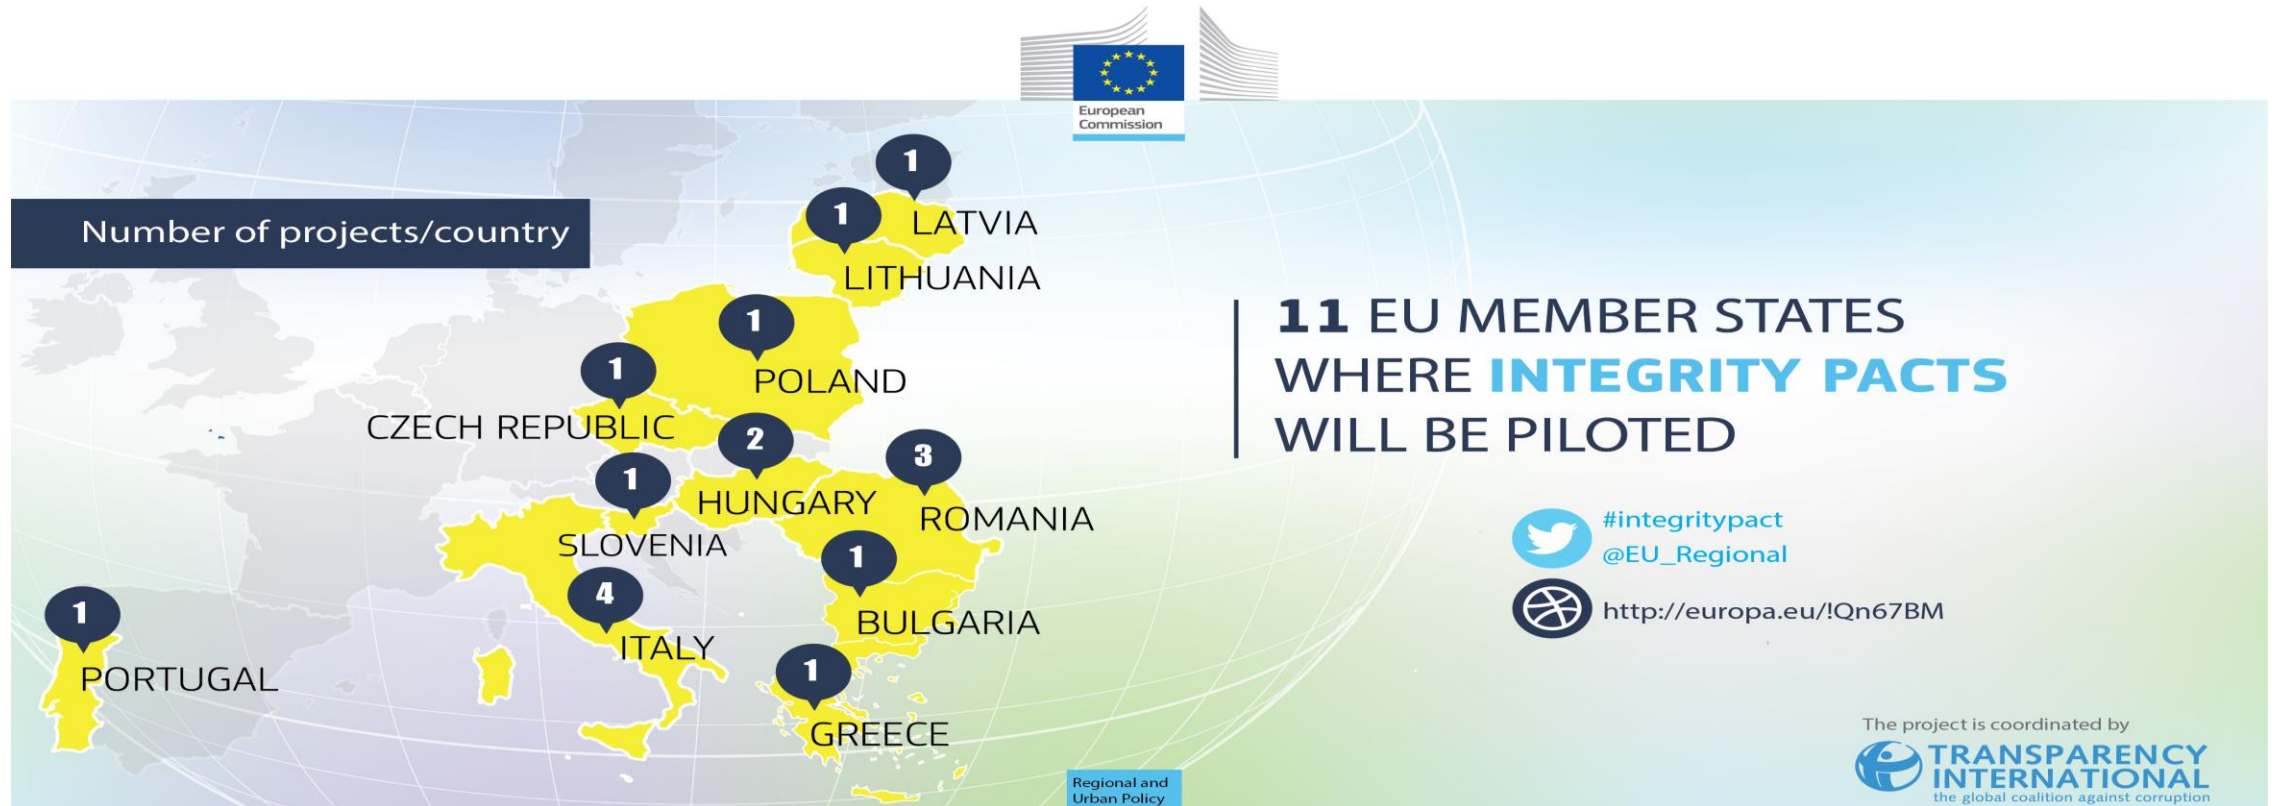 European
Commission
Number of projects/country
1
LATVIA
1
LITHUANIA
1
POLAND
1
CZECH REPUBLIC
2
HUNGARY
3
ROMANIA
1
SLOVENIA
1
BULGARIA
4
ITALY
1
PORTUGAL
1
GREECE
11 EU MEMBER STATES
WHERE INTEGRITY PACTS
WILL BE PILOTED
#integritypact
@EU_Regional
http://europa.eu/!Qn67BM
The project is coordinated by
TRANSPARENCY
INTERNATIONAL
the global coalition against corruption
Regional and
Urban Policy